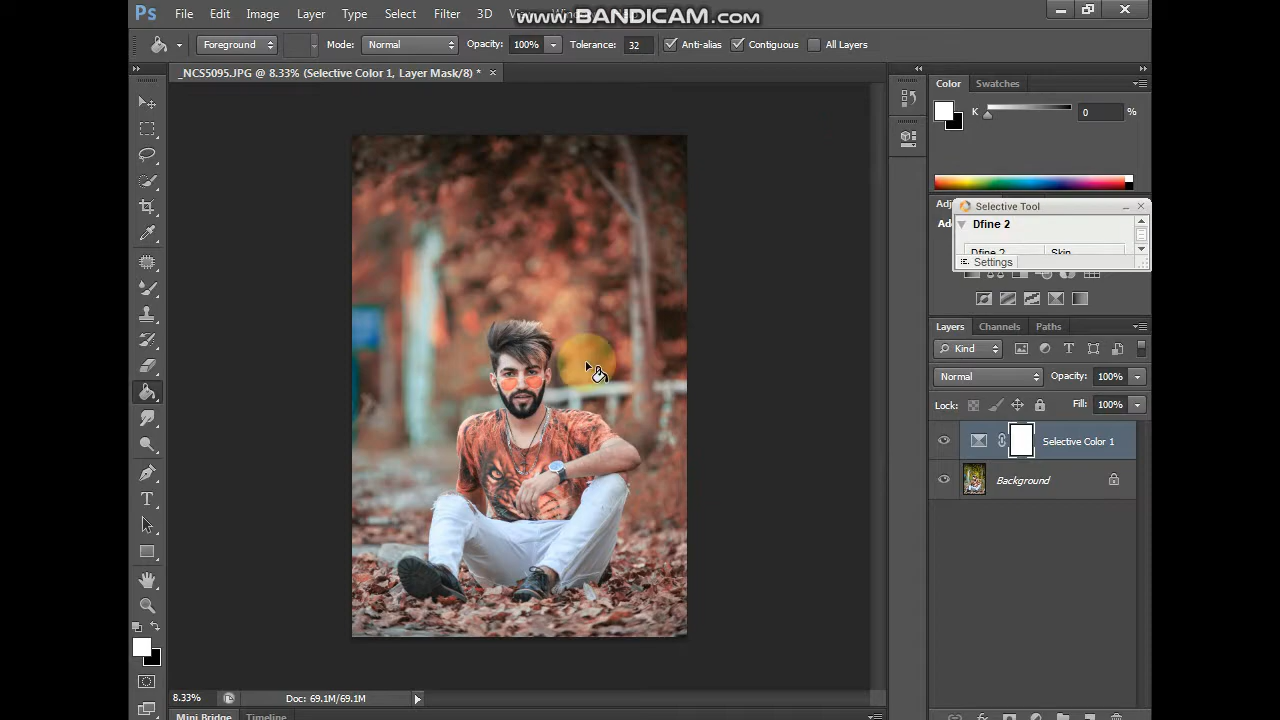 Ps File Edit Image Layer Type Select Filter 3D
www.BANDICAM.com
Foreground Mode: Normal Opacity: 100% Tolerance: 32 Anti-alias Contiguous All Layers
_NCS5095.JPG @ 8.33% (Selective Color 1, Layer Mask/8) * ×
Color Swatches
K 0 %
Selective Tool
Dfine 2
Dfine 2 Skin
Settings
Layers Channels Paths
Kind
Normal Opacity: 100%
Lock: Fill: 100%
Selective Color 1
Background
8.33% Doc: 69.1M/69.1M
Mini Bridge Timeline